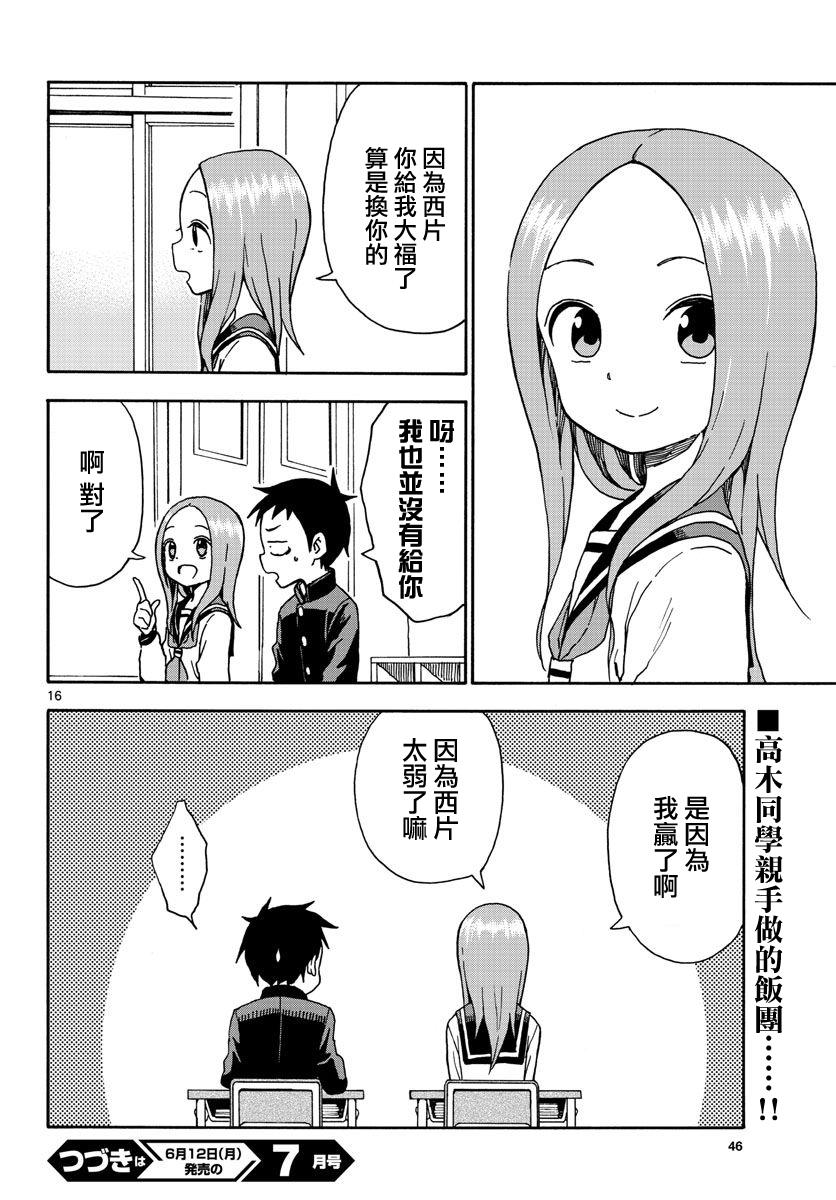 因為西片
你給我大福了
算是換你的
呀……
我也並沒有給你
啊
對了
16
是因為
我贏了啊
因為西片
太弱了嘛
……
■高木同學親手做的飯團……!!
46
つづきは
6月12日(月)
発売の
7月号